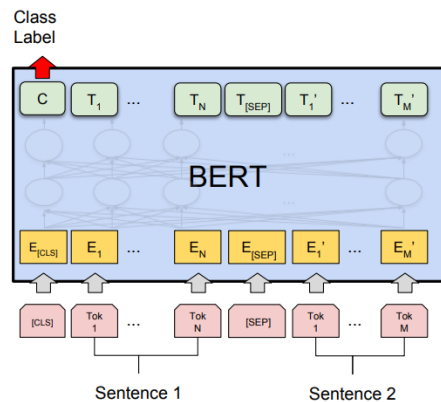 Class
Label
C T1 ... TN T[SEP] T1' ... TM'
...
BERT
...
E[CLS] E1 ... EN E[SEP] E1' ... EM'
[CLS] Tok 1 ... Tok N [SEP] Tok 1 ... Tok M
Sentence 1 Sentence 2